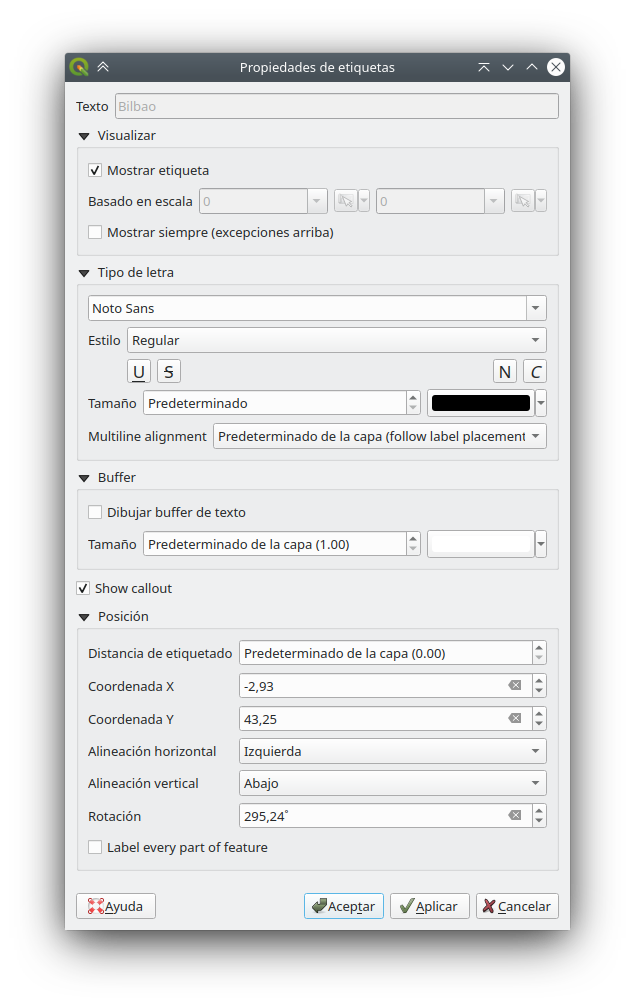 Propiedades de etiquetas
Texto Bilbao
Visualizar
Mostrar etiqueta
Basado en escala 0 0
Mostrar siempre (excepciones arriba)
Tipo de letra
Noto Sans
Estilo Regular
U S N C
Tamaño Predeterminado
Multiline alignment Predeterminado de la capa (follow label placement
Buffer
Dibujar buffer de texto
Tamaño Predeterminado de la capa (1.00)
Show callout
Posición
Distancia de etiquetado Predeterminado de la capa (0.00)
Coordenada X -2,93
Coordenada Y 43,25
Alineación horizontal Izquierda
Alineación vertical Abajo
Rotación 295,24˚
Label every part of feature
Ayuda Aceptar Aplicar Cancelar